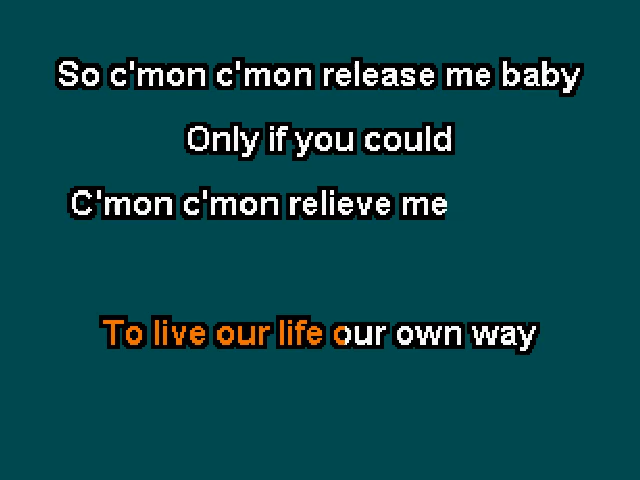 So c'mon c'mon release me baby
Only if you could
C'mon c'mon relieve me
To live our life our own way